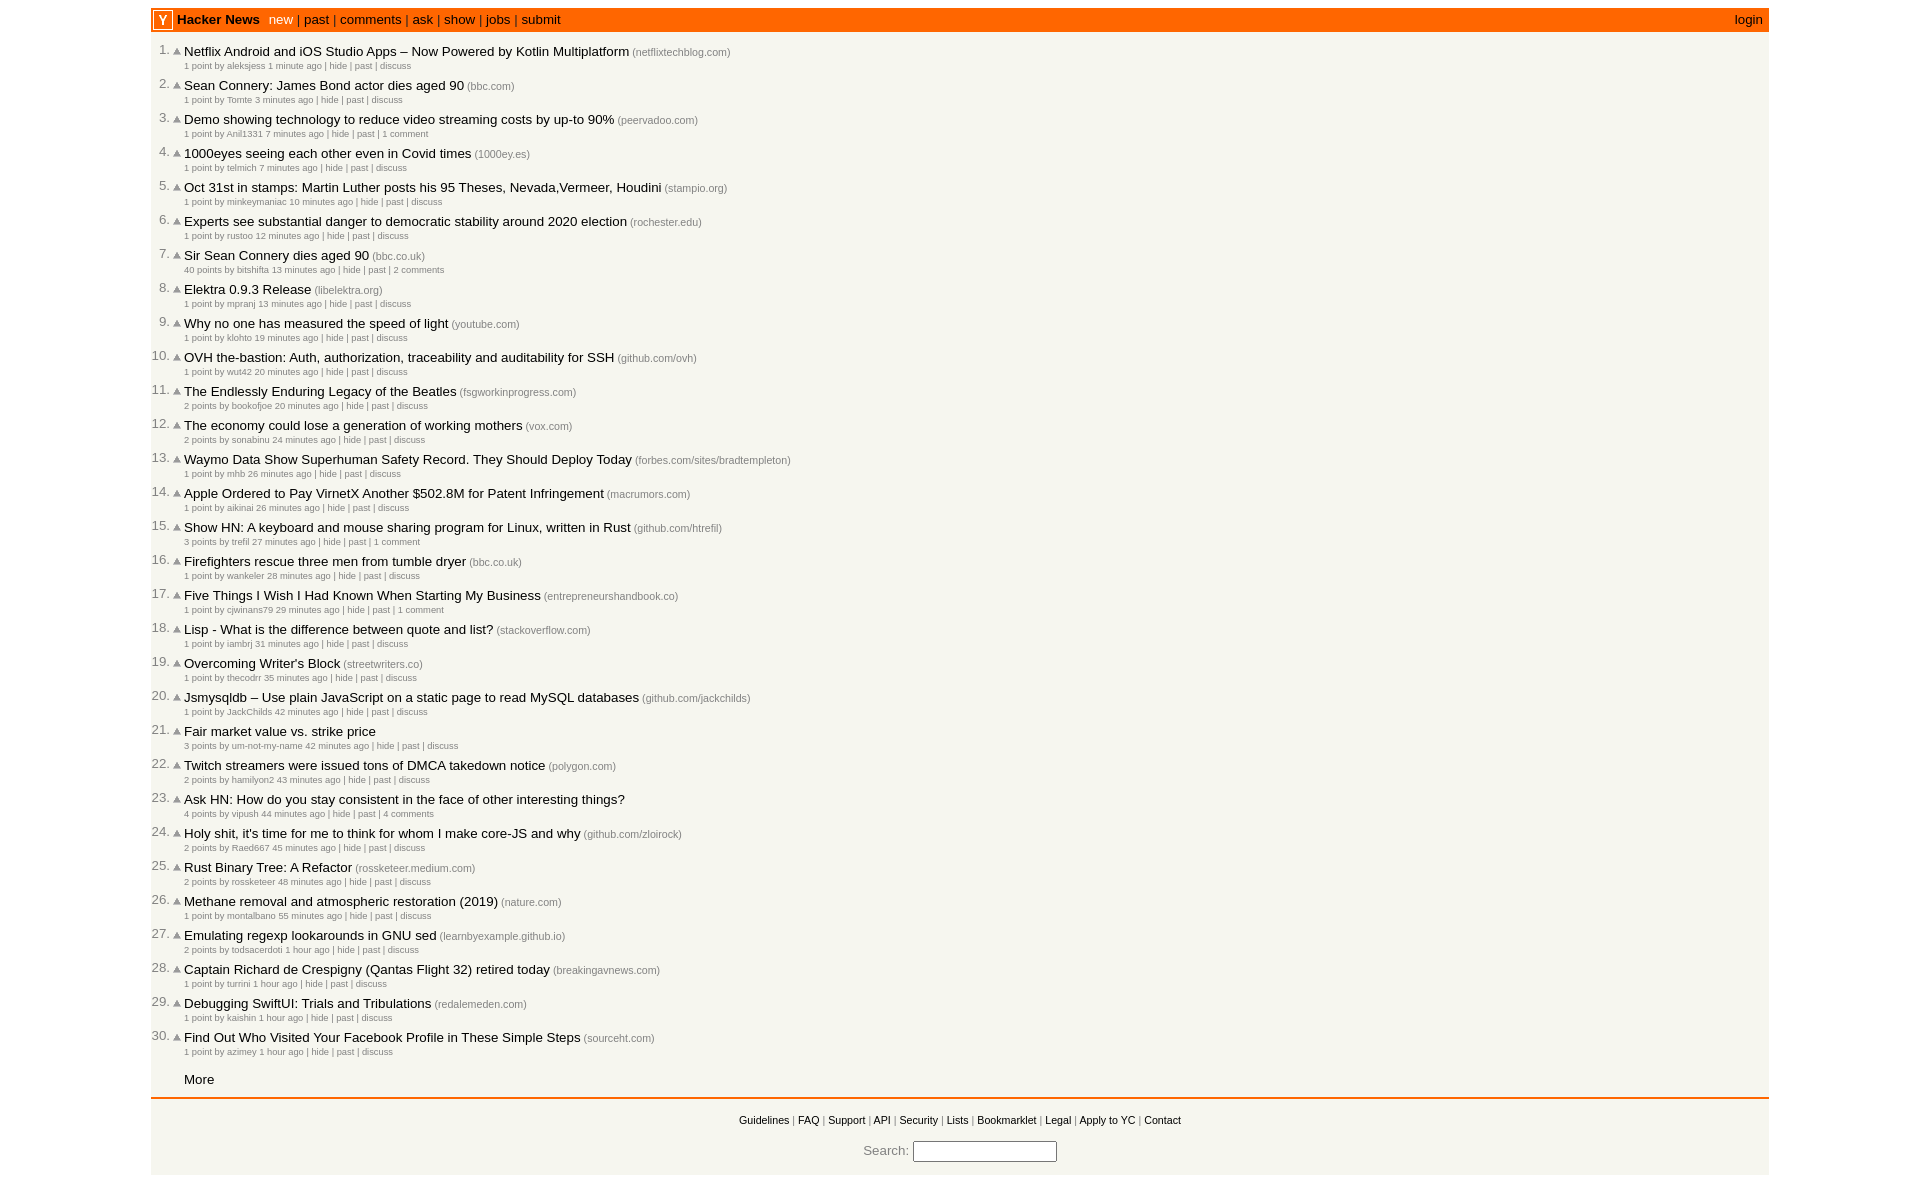 Y Hacker News new | past | comments | ask | show | jobs | submit login
1. Netflix Android and iOS Studio Apps – Now Powered by Kotlin Multiplatform (netflixtechblog.com)
1 point by aleksjess 1 minute ago | hide | past | discuss
2. Sean Connery: James Bond actor dies aged 90 (bbc.com)
1 point by Tomte 3 minutes ago | hide | past | discuss
3. Demo showing technology to reduce video streaming costs by up-to 90% (peervadoo.com)
1 point by Anil1331 7 minutes ago | hide | past | 1 comment
4. 1000eyes seeing each other even in Covid times (1000ey.es)
1 point by telmich 7 minutes ago | hide | past | discuss
5. Oct 31st in stamps: Martin Luther posts his 95 Theses, Nevada,Vermeer, Houdini (stampio.org)
1 point by minkeymaniac 10 minutes ago | hide | past | discuss
6. Experts see substantial danger to democratic stability around 2020 election (rochester.edu)
1 point by rustoo 12 minutes ago | hide | past | discuss
7. Sir Sean Connery dies aged 90 (bbc.co.uk)
40 points by bitshifta 13 minutes ago | hide | past | 2 comments
8. Elektra 0.9.3 Release (libelektra.org)
1 point by mpranj 13 minutes ago | hide | past | discuss
9. Why no one has measured the speed of light (youtube.com)
1 point by klohto 19 minutes ago | hide | past | discuss
10. OVH the-bastion: Auth, authorization, traceability and auditability for SSH (github.com/ovh)
1 point by wut42 20 minutes ago | hide | past | discuss
11. The Endlessly Enduring Legacy of the Beatles (fsgworkinprogress.com)
2 points by bookofjoe 20 minutes ago | hide | past | discuss
12. The economy could lose a generation of working mothers (vox.com)
2 points by sonabinu 24 minutes ago | hide | past | discuss
13. Waymo Data Show Superhuman Safety Record. They Should Deploy Today (forbes.com/sites/bradtempleton)
1 point by mhb 26 minutes ago | hide | past | discuss
14. Apple Ordered to Pay VirnetX Another $502.8M for Patent Infringement (macrumors.com)
1 point by aikinai 26 minutes ago | hide | past | discuss
15. Show HN: A keyboard and mouse sharing program for Linux, written in Rust (github.com/htrefil)
3 points by trefil 27 minutes ago | hide | past | 1 comment
16. Firefighters rescue three men from tumble dryer (bbc.co.uk)
1 point by wankeler 28 minutes ago | hide | past | discuss
17. Five Things I Wish I Had Known When Starting My Business (entrepreneurshandbook.co)
1 point by cjwinans79 29 minutes ago | hide | past | 1 comment
18. Lisp - What is the difference between quote and list? (stackoverflow.com)
1 point by iambrj 31 minutes ago | hide | past | discuss
19. Overcoming Writer's Block (streetwriters.co)
1 point by thecodrr 35 minutes ago | hide | past | discuss
20. Jsmysqldb – Use plain JavaScript on a static page to read MySQL databases (github.com/jackchilds)
1 point by JackChilds 42 minutes ago | hide | past | discuss
21. Fair market value vs. strike price
3 points by um-not-my-name 42 minutes ago | hide | past | discuss
22. Twitch streamers were issued tons of DMCA takedown notice (polygon.com)
2 points by hamilyon2 43 minutes ago | hide | past | discuss
23. Ask HN: How do you stay consistent in the face of other interesting things?
4 points by vipush 44 minutes ago | hide | past | 4 comments
24. Holy shit, it's time for me to think for whom I make core-JS and why (github.com/zloirock)
2 points by Raed667 45 minutes ago | hide | past | discuss
25. Rust Binary Tree: A Refactor (rossketeer.medium.com)
2 points by rossketeer 48 minutes ago | hide | past | discuss
26. Methane removal and atmospheric restoration (2019) (nature.com)
1 point by montalbano 55 minutes ago | hide | past | discuss
27. Emulating regexp lookarounds in GNU sed (learnbyexample.github.io)
2 points by todsacerdoti 1 hour ago | hide | past | discuss
28. Captain Richard de Crespigny (Qantas Flight 32) retired today (breakingavnews.com)
1 point by turrini 1 hour ago | hide | past | discuss
29. Debugging SwiftUI: Trials and Tribulations (redalemeden.com)
1 point by kaishin 1 hour ago | hide | past | discuss
30. Find Out Who Visited Your Facebook Profile in These Simple Steps (sourceht.com)
1 point by azimey 1 hour ago | hide | past | discuss
More
Guidelines | FAQ | Support | API | Security | Lists | Bookmarklet | Legal | Apply to YC | Contact
Search: